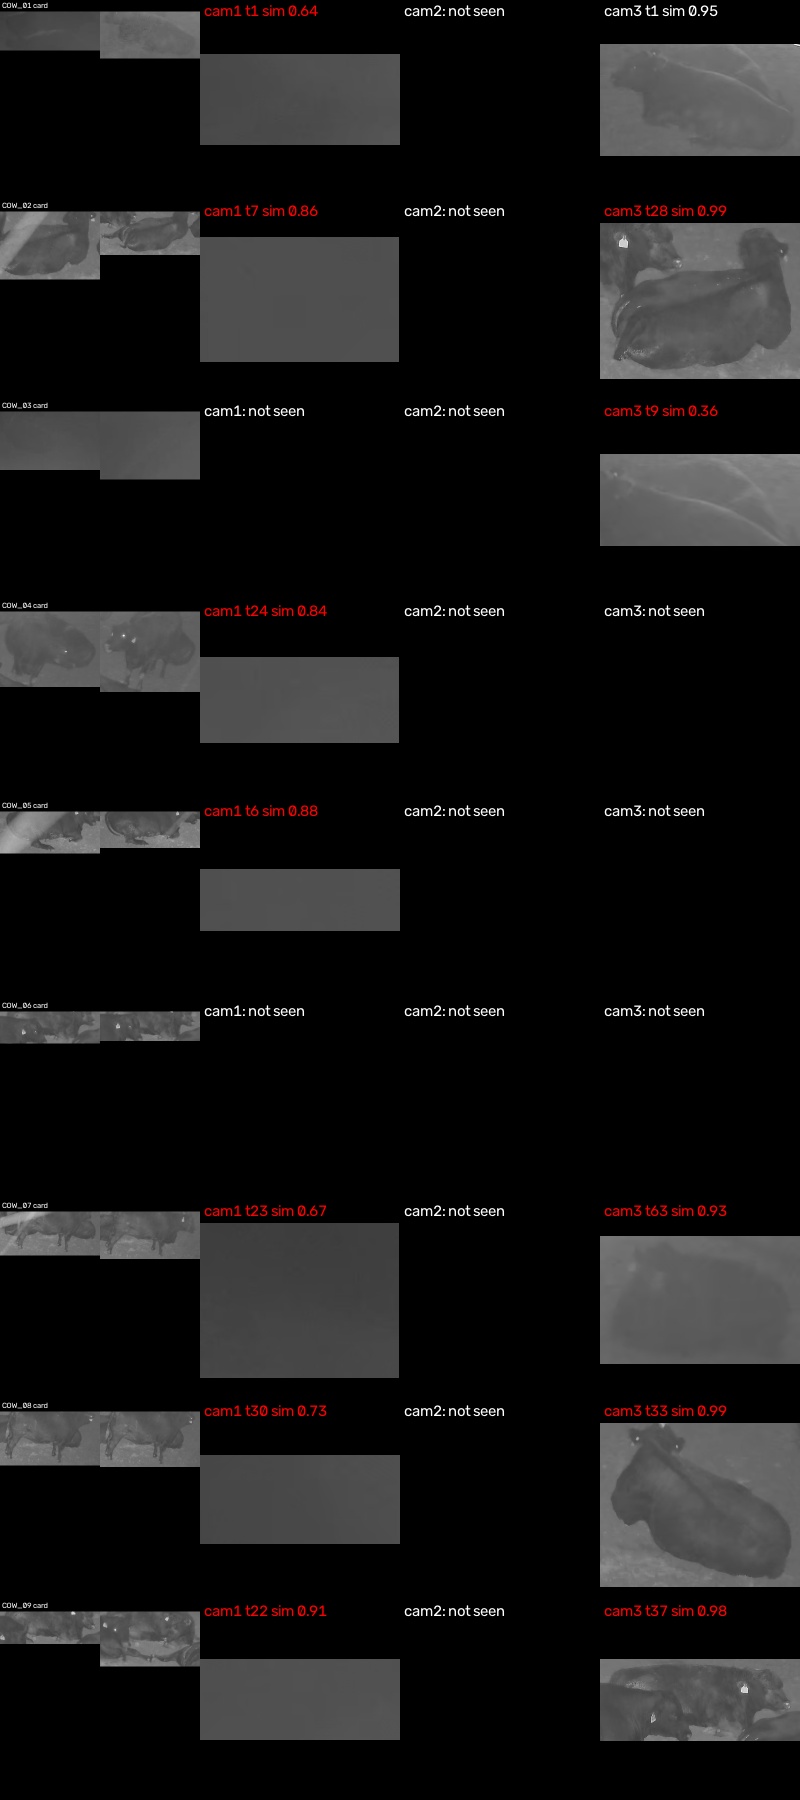 COW_01 card
cam1 t1 sim 0.64
cam2: not seen
cam3 t1 sim 0.95
COW_02 card
cam1 t7 sim 0.86
cam2: not seen
cam3 t28 sim 0.99
COW_03 card
cam1: not seen
cam2: not seen
cam3 t9 sim 0.36
COW_04 card
cam1 t24 sim 0.84
cam2: not seen
cam3: not seen
COW_05 card
cam1 t6 sim 0.88
cam2: not seen
cam3: not seen
COW_06 card
cam1: not seen
cam2: not seen
cam3: not seen
COW_07 card
cam1 t23 sim 0.67
cam2: not seen
cam3 t63 sim 0.93
COW_08 card
cam1 t30 sim 0.73
cam2: not seen
cam3 t33 sim 0.99
COW_09 card
cam1 t22 sim 0.91
cam2: not seen
cam3 t37 sim 0.98